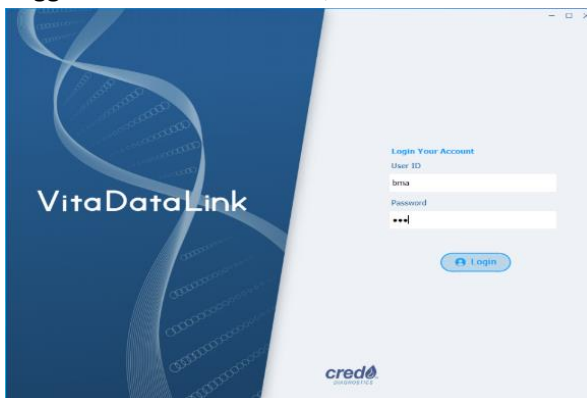 VitaDataLink
Login Your Account
User ID
bma
Password
•••
Login
credo
DIAGNOSTICS